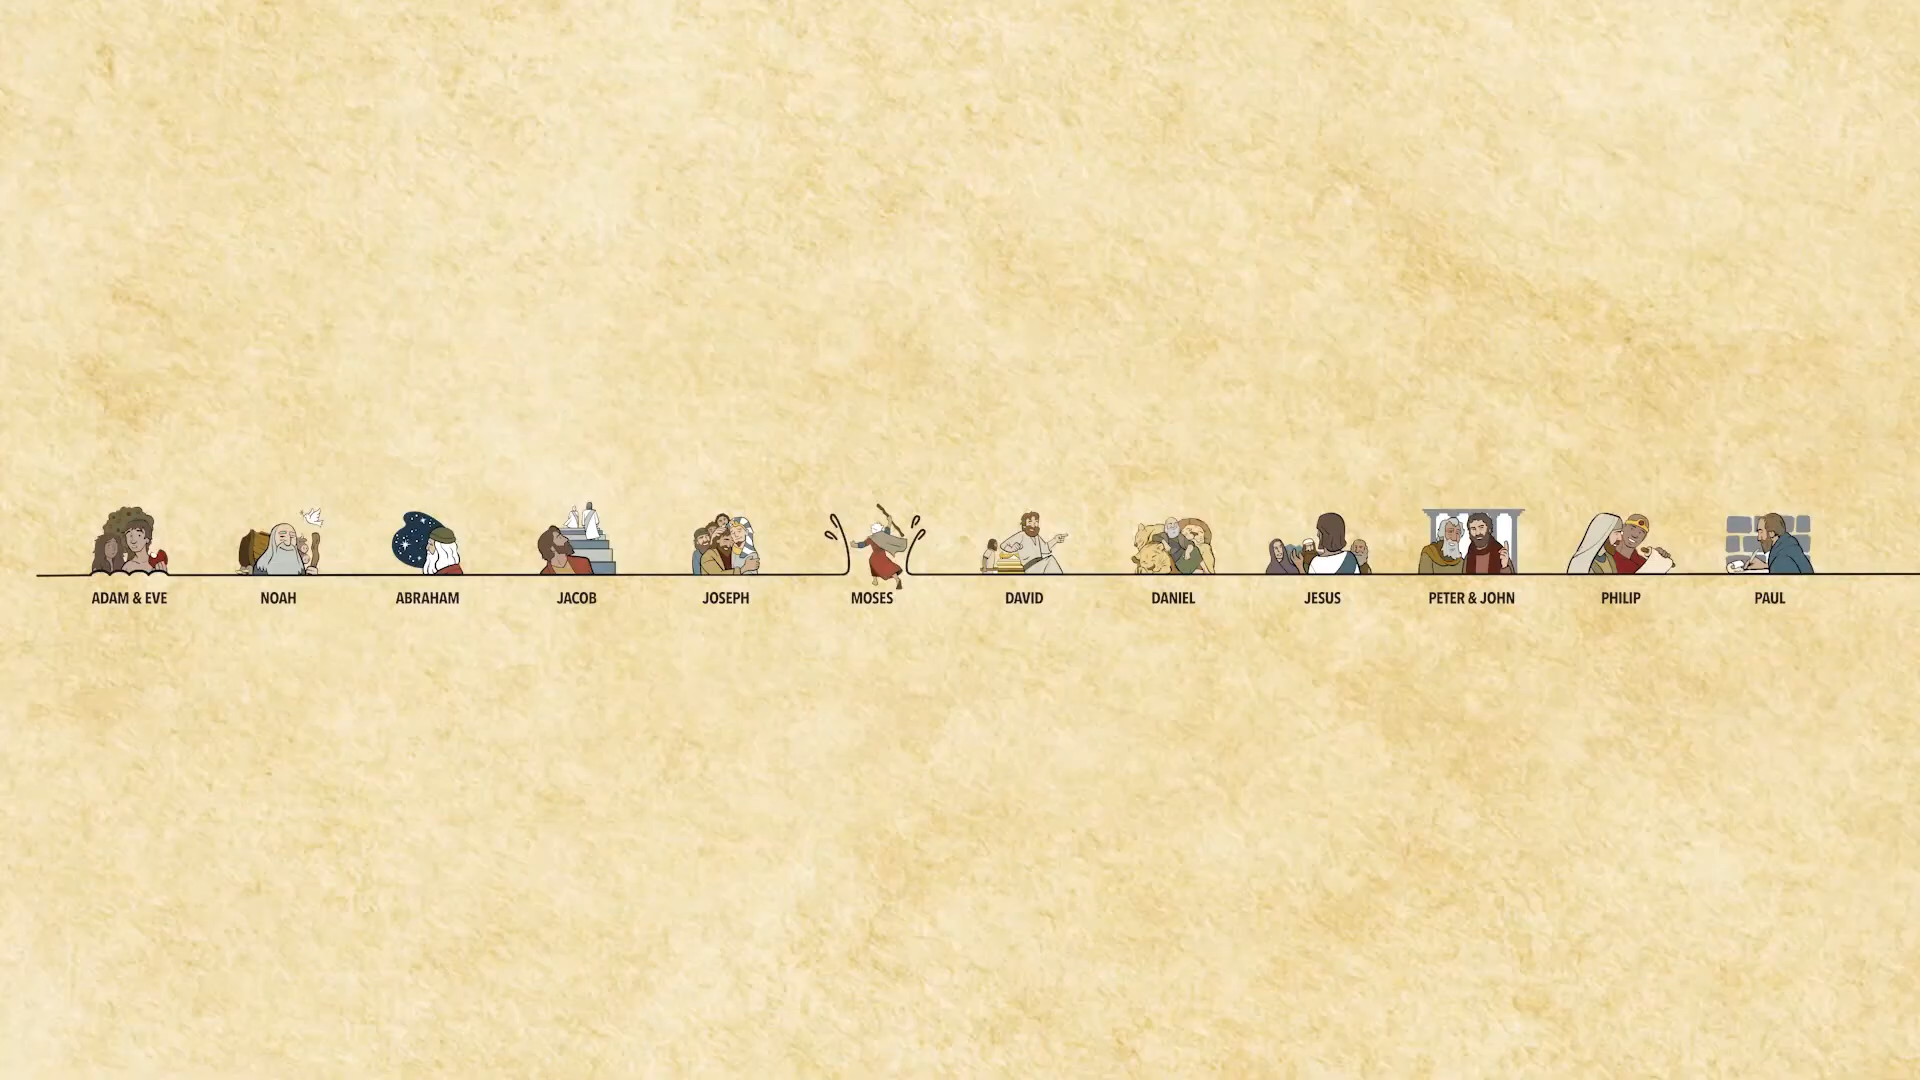 ADAM & EVE
NOAH
ABRAHAM
JACOB
JOSEPH
MOSES
DAVID
DANIEL
JESUS
PETER & JOHN
PHILIP
PAUL